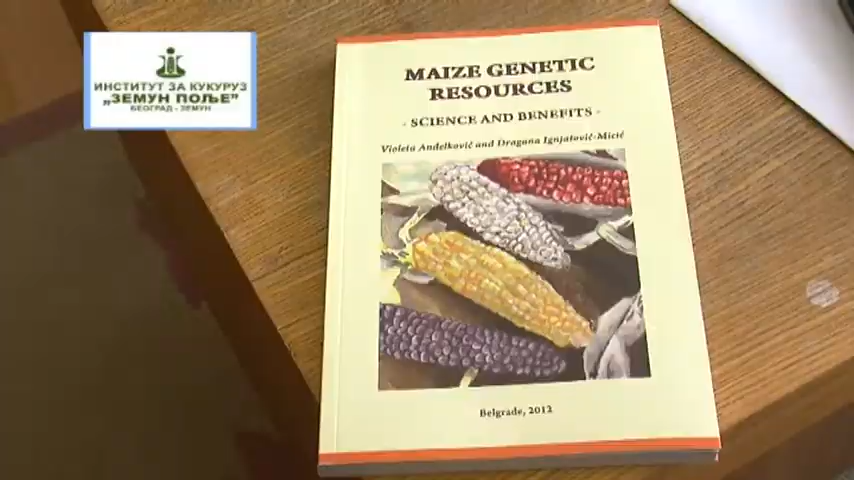 ИНСТИТУТ ЗА КУКУРУЗ
„ЗЕМУН ПОЉЕ”
БЕОГРАД - ЗЕМУН
MAIZE GENETIC
RESOURCES
- SCIENCE AND BENEFITS -
Violeta Anđelković and Dragana Ignjatović-Micić
Belgrade, 2012